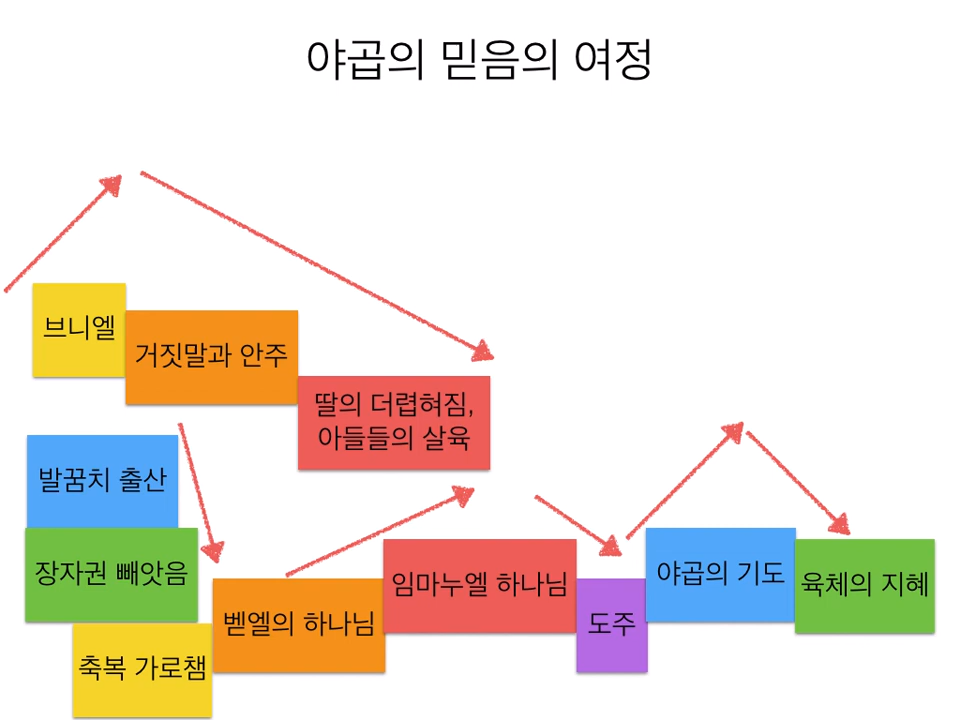 야곱의 믿음의 여정
브니엘
거짓말과 안주
딸의 더렵혀짐,
아들들의 살육
발꿈치 출산
장자권 빼앗음
축복 가로챔
벧엘의 하나님
임마누엘 하나님
도주
야곱의 기도
육체의 지혜